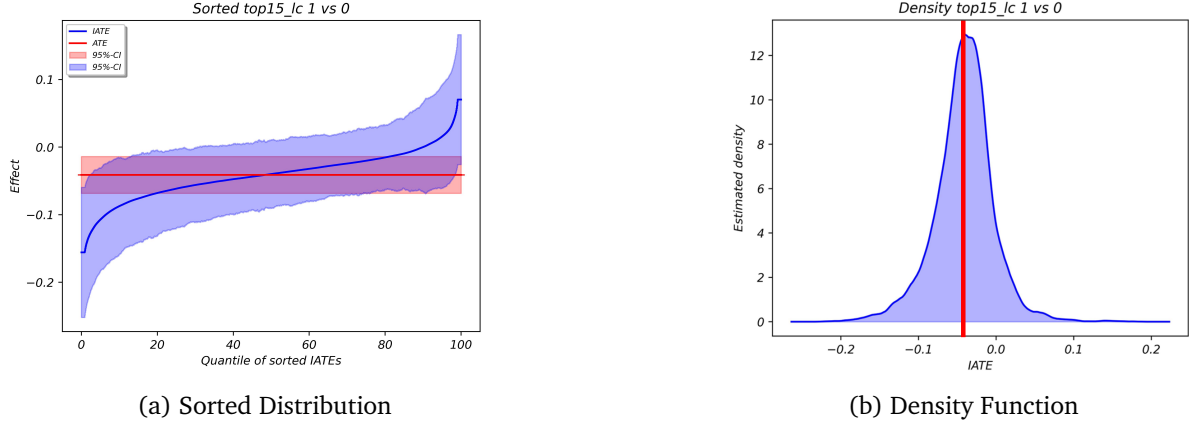 Sorted top15_lc 1 vs 0
IATE
ATE
95%-CI
95%-CI
0.1
0.0
−0.1
−0.2
Effect
0 20 40 60 80 100
Quantile of sorted IATEs
(a) Sorted Distribution
Density top15_lc 1 vs 0
12
10
8
6
4
2
0
Estimated density
−0.2 −0.1 0.0 0.1 0.2
IATE
(b) Density Function